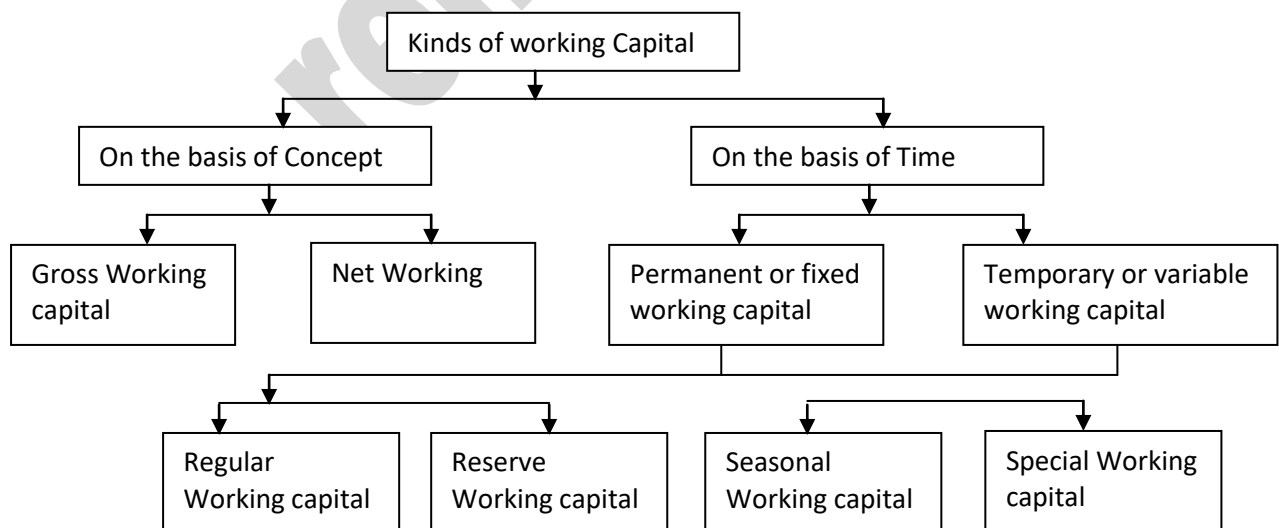 Kinds of working Capital
On the basis of Concept
On the basis of Time
Gross Working
capital
Net Working
Permanent or fixed
working capital
Temporary or variable
working capital
Regular
Working capital
Reserve
Working capital
Seasonal
Working capital
Special Working
capital